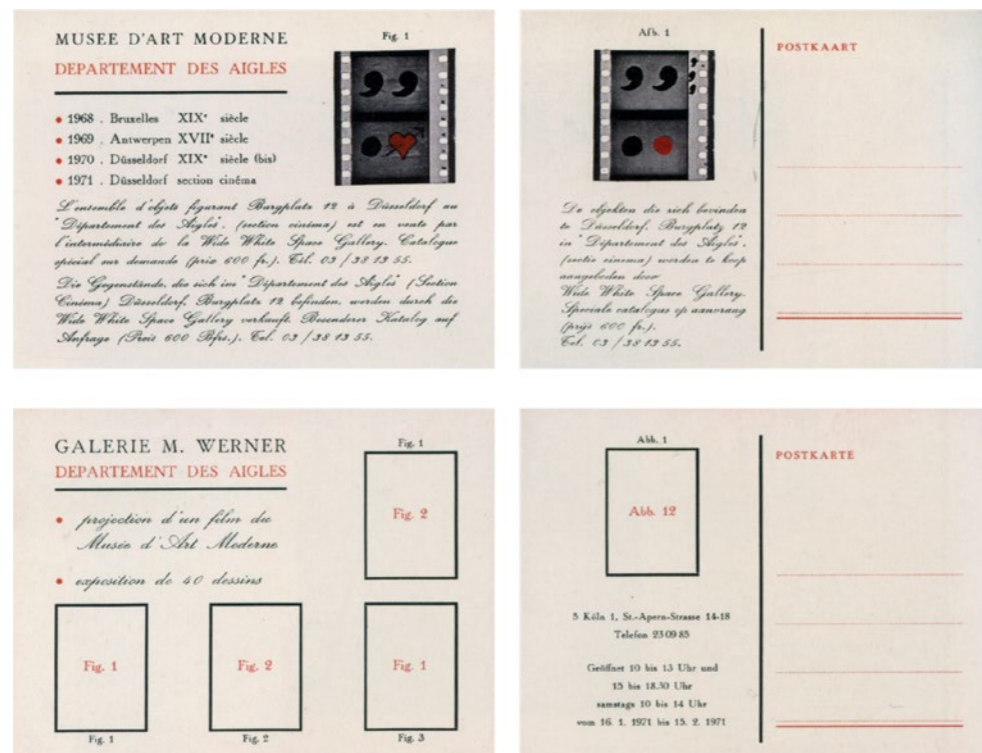 MUSEE D'ART MODERNE
DEPARTEMENT DES AIGLES
Fig. 1
• 1968 . Bruxelles XIXe siècle
• 1969 . Antwerpen XVIIe siècle
• 1970 . Düsseldorf XIXe siècle (bis)
• 1971 . Düsseldorf section cinéma
L'ensemble d'objets figurant Burgplatz 12 à Düsseldorf au
"Département des Aigles". (section cinéma) est en vente par
l'intermédiaire de la Wide White Space Gallery. Catalogue
spécial sur demande (prix 600 fr.). Tél. 03 / 38 13 55.
Die Gegenstände, die sich im "Département des Aigles" (Section
Cinéma) Düsseldorf, Burgplatz 12 befinden, werden durch die
Wide White Space Gallery verkauft. Besonderer Katalog auf
Anfrage (Preis 600 Bfrs.). Tel. 03 / 38 13 55.
Afb. 1
De objekten die zich bevinden
te Düsseldorf, Burgplatz 12
in "Département des Aigles".
(sectie cinema) worden te koop
aangeboden door
Wide White Space Gallery.
Speciale catalogus op aanvraag
(prijs 600 fr.).
Tel. 03 / 38 13 55.
POSTKAART
GALERIE M. WERNER
DEPARTEMENT DES AIGLES
• projection d'un film du
Musée d'Art Moderne
• exposition de 40 dessins
Fig. 1
Fig. 2
Fig. 1
Fig. 2
Fig. 1
Fig. 1
Fig. 2
Fig. 3
Abb. 1
Abb. 12
5 Köln 1, St.-Apern-Strasse 14-18
Telefon 23 09 85
Geöffnet 10 bis 13 Uhr und
15 bis 18.30 Uhr
samstags 10 bis 14 Uhr
vom 16. 1. 1971 bis 15. 2. 1971
POSTKARTE